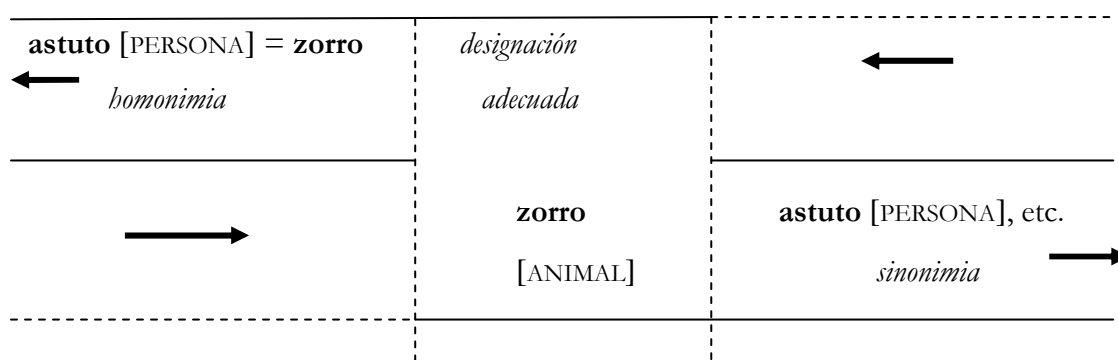 astuto [PERSONA] = zorro
homonimia
designación
adecuada
zorro
[ANIMAL]
astuto [PERSONA], etc.
sinonimia